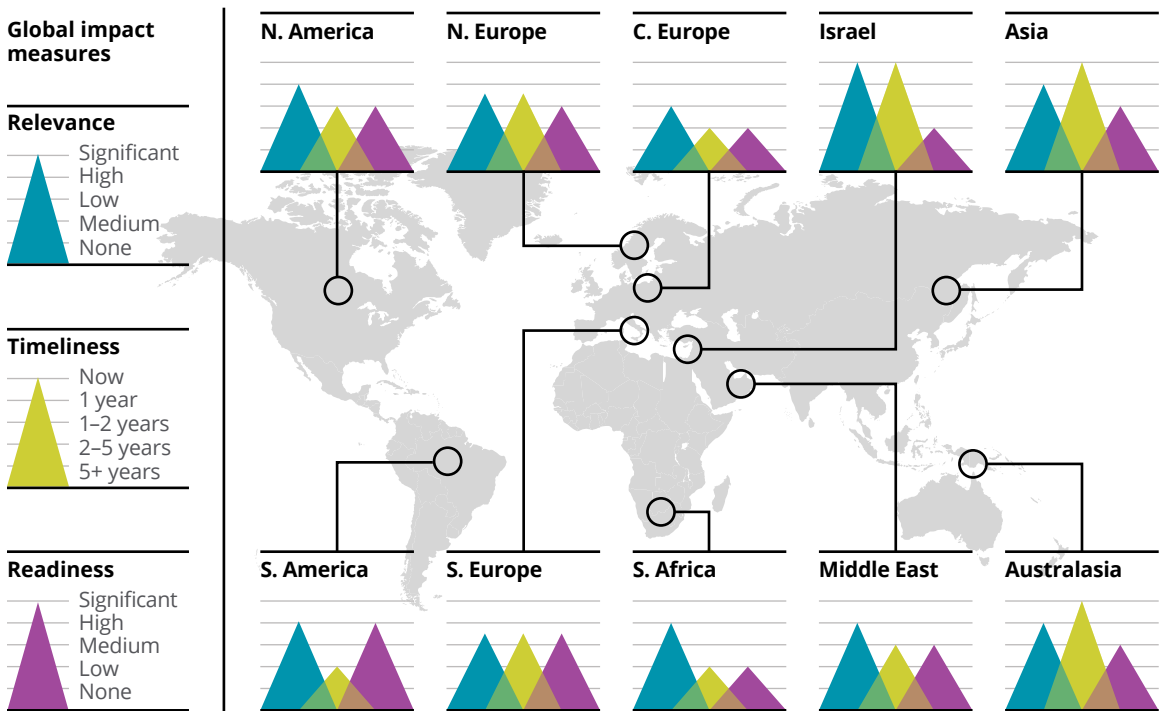 Global impact
measures
Relevance
Significant
High
Low
Medium
None
Timeliness
Now
1 year
1–2 years
2–5 years
5+ years
Readiness
Significant
High
Medium
Low
None
N. America
N. Europe
C. Europe
Israel
Asia
S. America
S. Europe
S. Africa
Middle East
Australasia